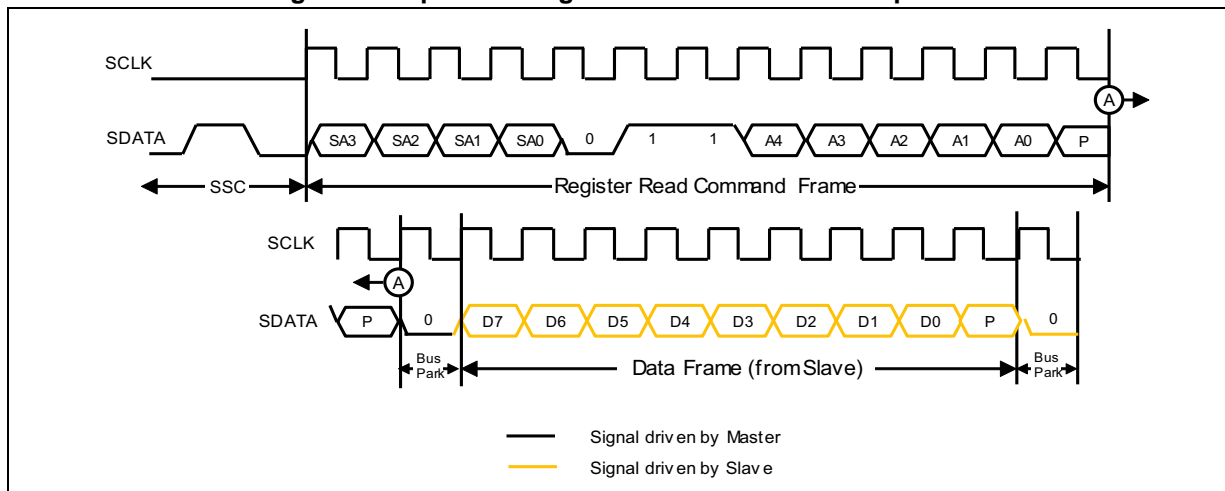 SCLK
A
SDATA SA3 SA2 SA1 SA0 0 1 1 A4 A3 A2 A1 A0 P
SSC Register Read Command Frame
SCLK
A
SDATA P 0 D7 D6 D5 D4 D3 D2 D1 D0 P 0
Bus Park Data Frame (from Slave) Bus Park
Signal driven by Master
Signal driven by Slave